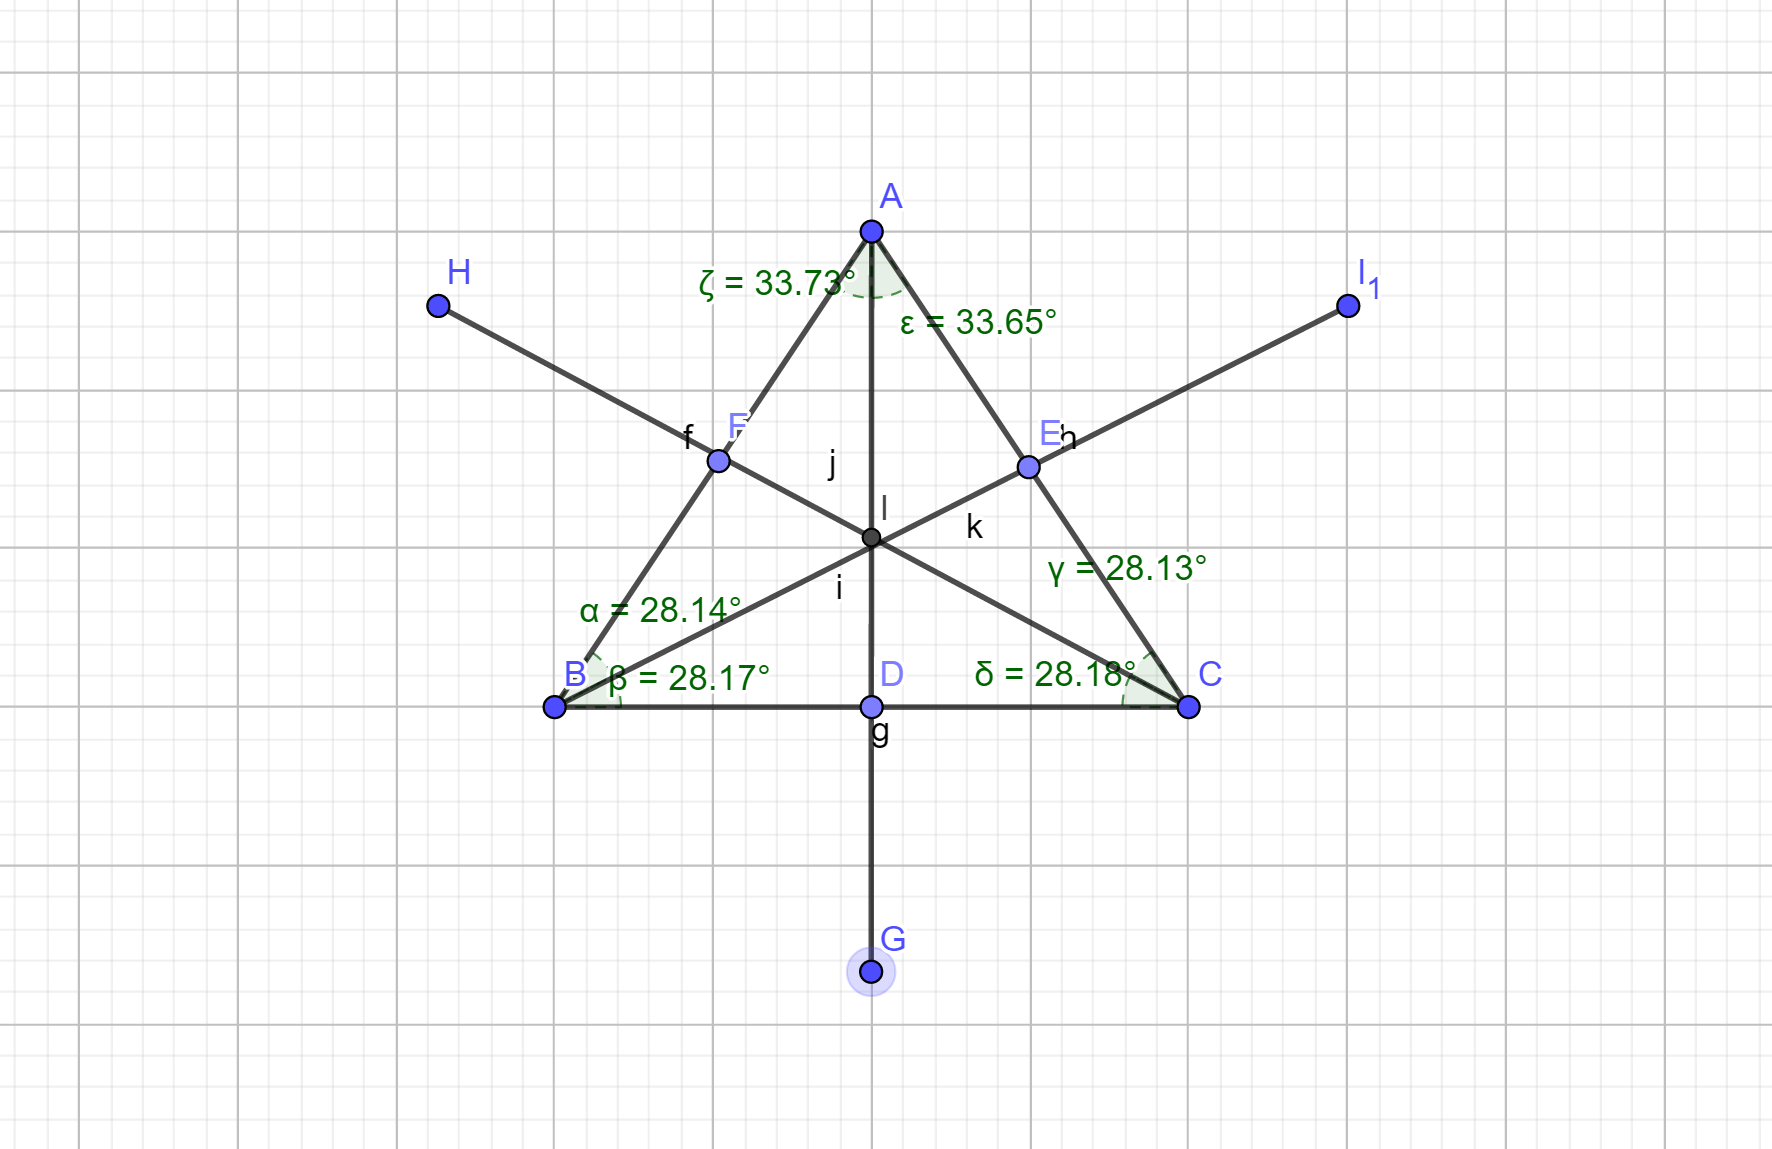 A
H
I₁
ζ = 33.73°
ε = 33.65°
F
f
E
h
j
I
k
γ = 28.13°
i
α = 28.14°
B
β = 28.17°
D
δ = 28.18°
C
g
G